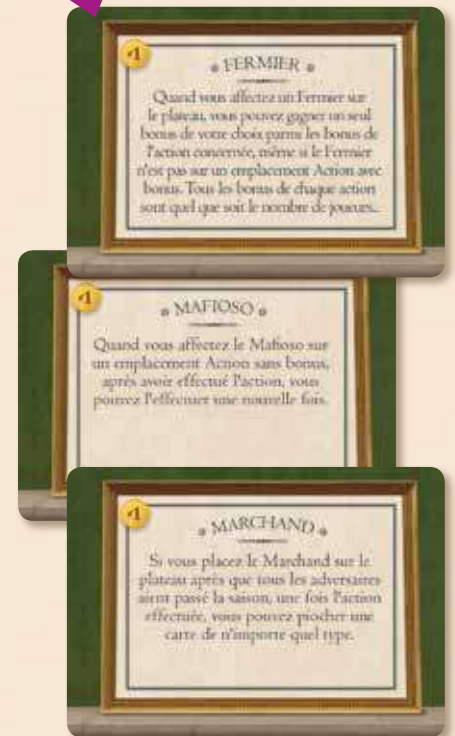 1
FERMIER
Quand vous affectez un Fermier sur
le plateau, vous pouvez gagner un seul
bonus de votre choix parmi les bonus de
l'action concernée, même si le Fermier
n'est pas sur un emplacement Action avec
bonus. Tous les bonus de chaque action
sont quel que soit le nombre de joueurs..
1
MAFIOSO
Quand vous affectez le Mafioso sur
un emplacement Action sans bonus,
après avoir effectué l'action, vous
pouvez l'effectuer une nouvelle fois.
1
MARCHAND
Si vous placez le Marchand sur le
plateau après que tous les adversaires
aient passé la saison, une fois l'action
effectuée, vous pouvez piocher une
carte de n'importe quel type.